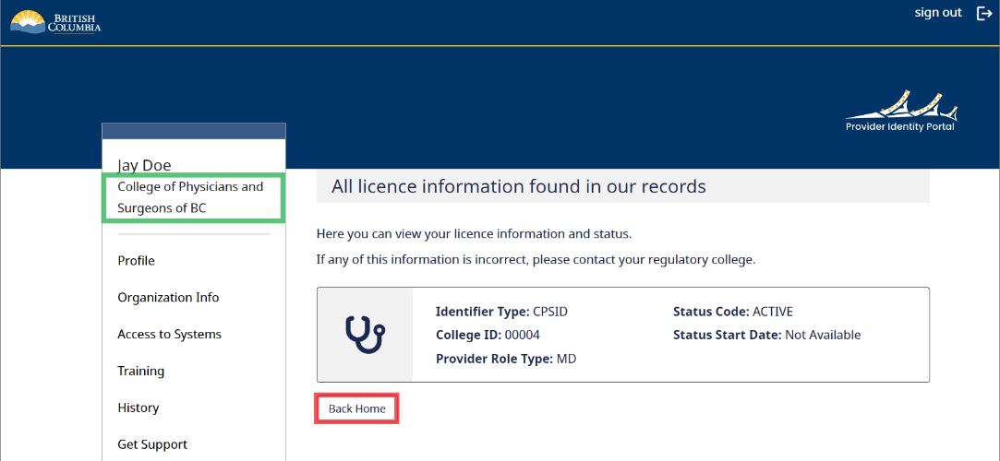 BRITISH
COLUMBIA
sign out
Provider Identity Portal
Jay Doe
College of Physicians and
Surgeons of BC
Profile
Organization Info
Access to Systems
Training
History
Get Support
All licence information found in our records
Here you can view your licence information and status.
If any of this information is incorrect, please contact your regulatory college.
Identifier Type: CPSID
College ID: 00004
Provider Role Type: MD
Status Code: ACTIVE
Status Start Date: Not Available
Back Home